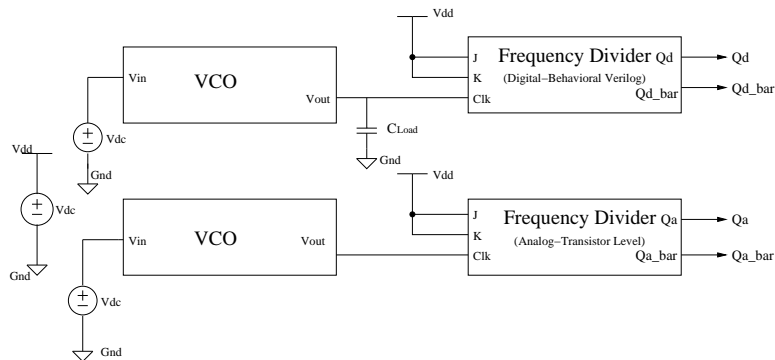 Vdd
Frequency Divider
(Digital−Behavioral Verilog)
J
K
Clk
Qd
Qd_bar
Qd
Qd_bar
VCO
Vin
Vout
CLoad
Gnd
Vdc
Gnd
Vdd
Vdc
Gnd
Vdd
Frequency Divider
(Analog−Transistor Level)
J
K
Clk
Qa
Qa_bar
Qa
Qa_bar
VCO
Vin
Vout
Vdc
Gnd